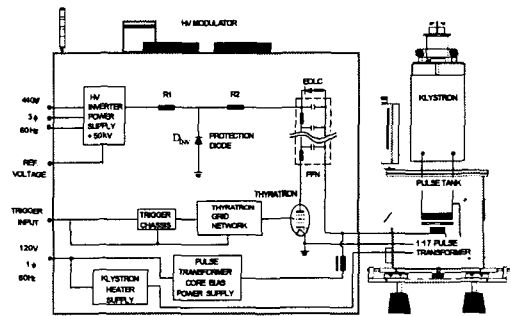 HV MODULATOR
440V
3 ϕ
60Hz
REF.
VOLTAGE
HV
INVERTER
POWER
SUPPLY
+50kV
R1
R2
EOLC
PROTECTION
DIODE
PFN
THYRATRON
TRIGGER
INPUT
TRIGGER
CHASSIS
THYRATRON
GRID
NETWORK
120V
1 ϕ
60Hz
KLYSTRON
HEATER
SUPPLY
PULSE
TRANSFORMER
CORE BIAS
POWER SUPPLY
KLYSTRON
PULSE TANK
1:17 PULSE
TRANSFORMER